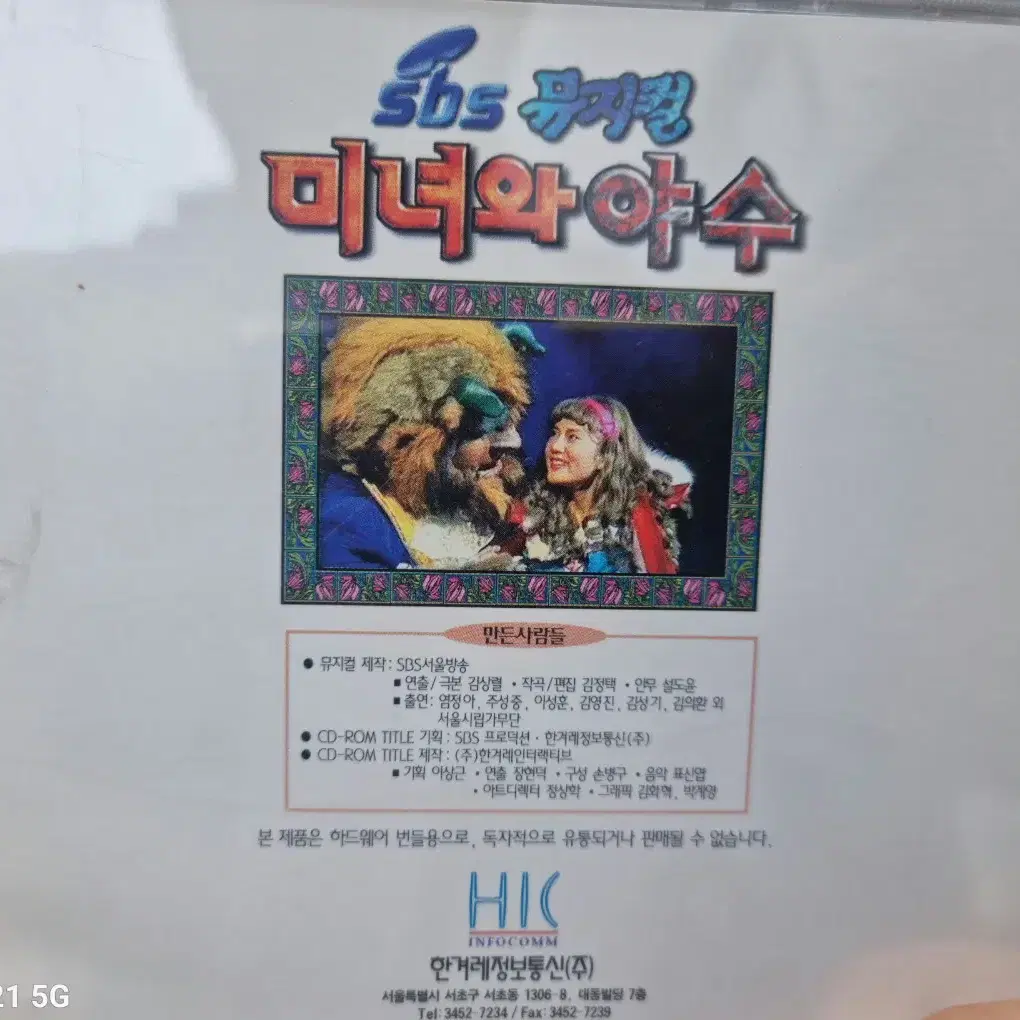 sbs 뮤지컬
미녀와 야수
만든사람들
● 뮤지컬 제작 : SBS서울방송
■ 연출/극본 김상렬 • 작곡/편집 김정택 • 안무 설도윤
■ 출연: 염정아, 주성중, 이성훈, 김영진, 김상기, 김의환 외
서울시립가무단
● CD-ROM TITLE 기획 : SBS 프로덕션 · 한겨레정보통신(주)
● CD-ROM TITLE 제작 : (주)한겨레인터랙티브
■ 기획 이상근 • 연출 장현덕 • 구성 손병구 • 음악 표신엽
• 아트디렉터 정상학 • 그래픽 김화혁, 박계영
본 제품은 하드웨어 번들용으로, 독자적으로 유통되거나 판매될 수 없습니다.
HIC
INFOCOMM
한겨레정보통신(주)
서울특별시 서초구 서초동 1306-8, 대동빌딩 7층
Tel: 3452-7234 / Fax: 3452-7239
21 5G